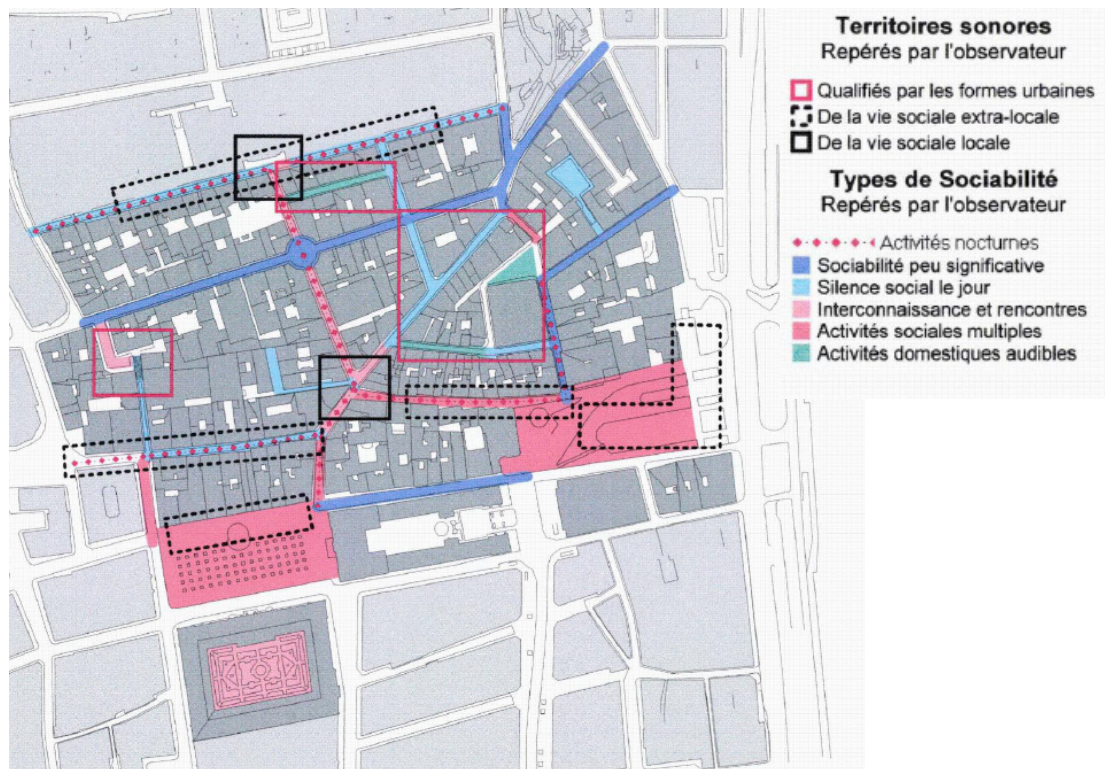 Territoires sonores
Repérés par l'observateur
Qualifiés par les formes urbaines
De la vie sociale extra-locale
De la vie sociale locale
Types de Sociabilité
Repérés par l'observateur
Activités nocturnes
Sociabilité peu significative
Silence social le jour
Interconnaissance et rencontres
Activités sociales multiples
Activités domestiques audibles